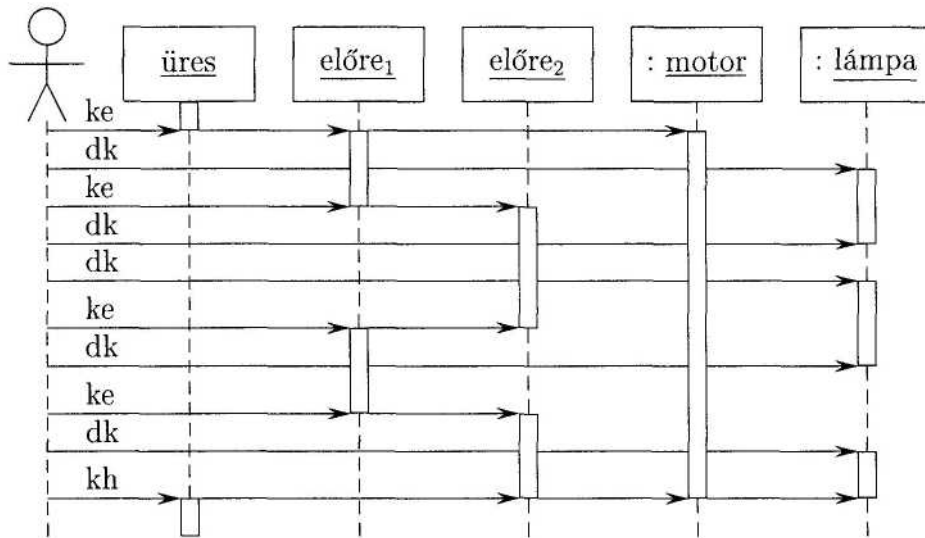 üres előre₁ előre₂ : motor : lámpa
ke
dk
ke
dk
dk
ke
dk
ke
dk
kh